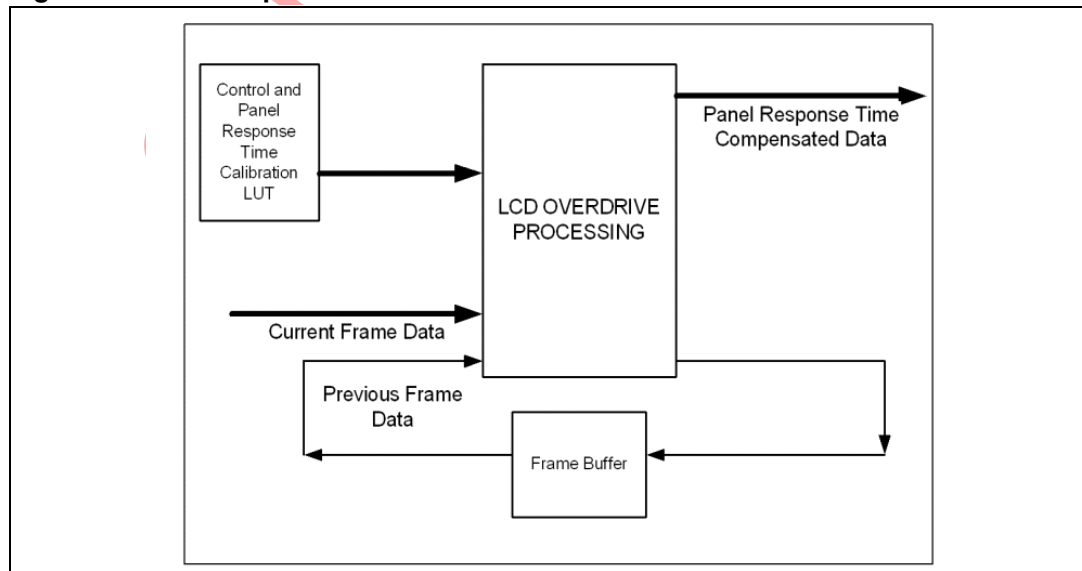 Control and
Panel
Response
Time
Calibration
LUT
LCD OVERDRIVE
PROCESSING
Panel Response Time
Compensated Data
Current Frame Data
Previous Frame
Data
Frame Buffer